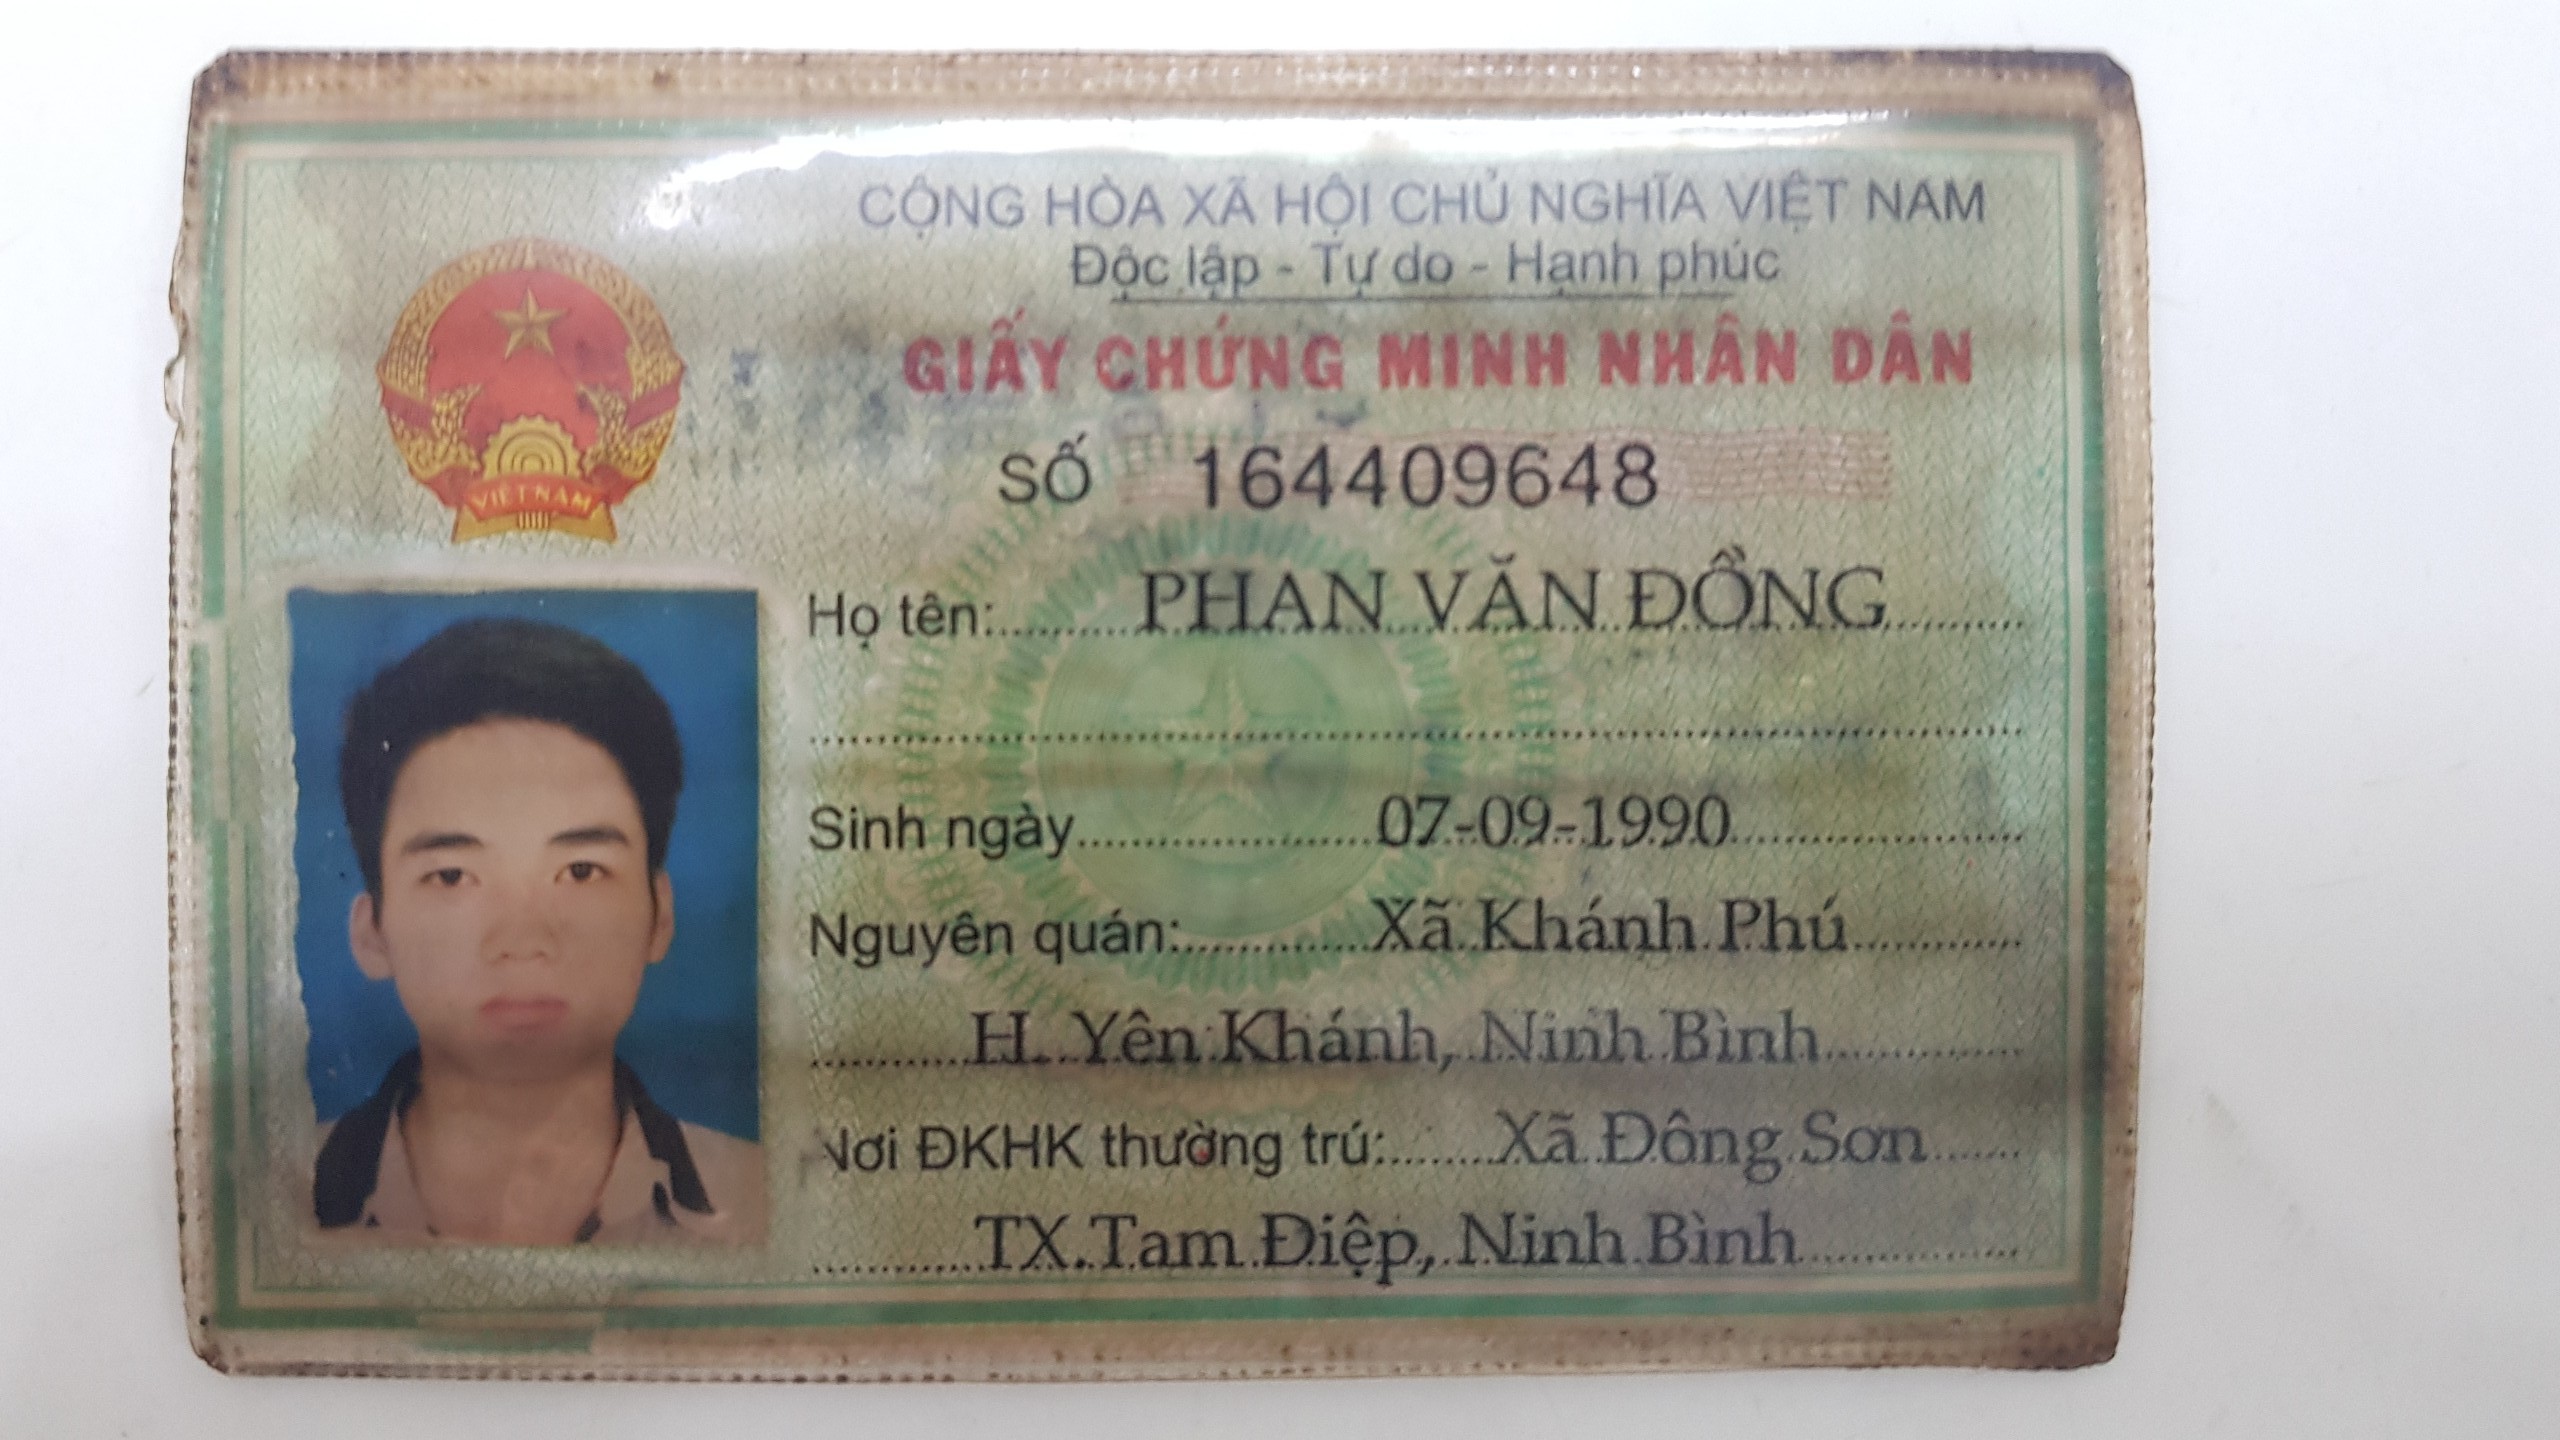 CỘNG HÒA XÃ HỘI CHỦ NGHĨA VIỆT NAM
Độc lập - Tự do - Hạnh phúc
GIẤY CHỨNG MINH NHÂN DÂN
SỐ 164409648
VIỆT NAM
Họ tên: PHAN VĂN ĐỒNG
Sinh ngày 07-09-1990
Nguyên quán: Xã Khánh Phú
H. Yên Khánh, Ninh Bình
Nơi ĐKHK thường trú: Xã Đông Sơn
TX.Tam Điệp, Ninh Bình